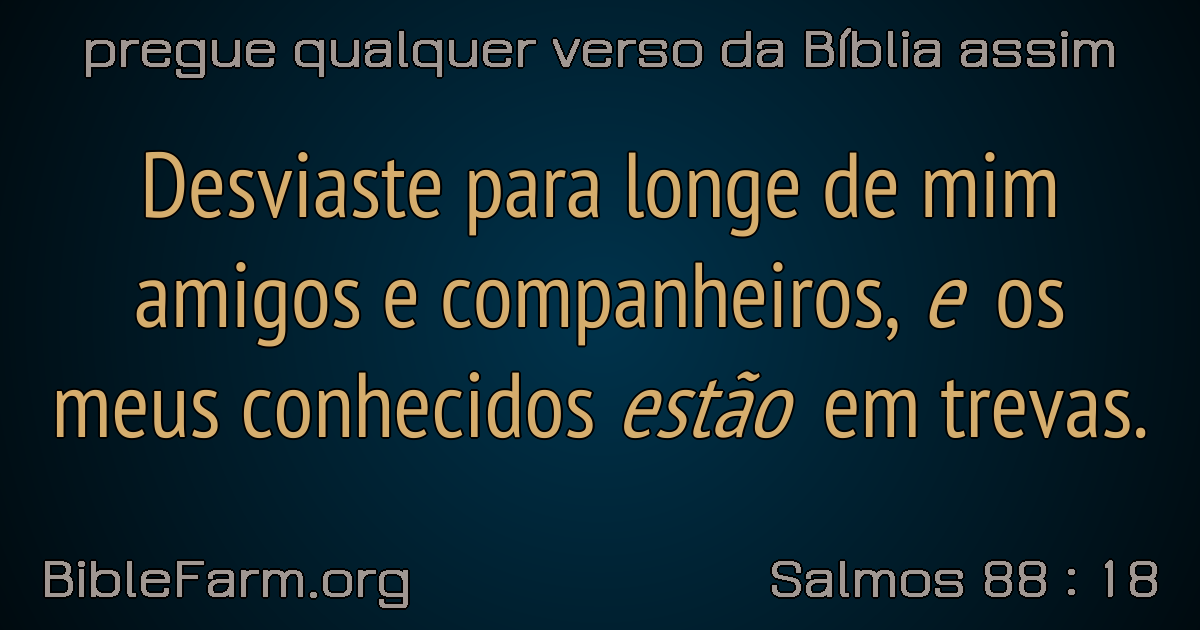 pregue qualquer verso da Bíblia assim
Desviaste para longe de mim
amigos e companheiros, e os
meus conhecidos estão em trevas.
BibleFarm.org
Salmos 88 : 18